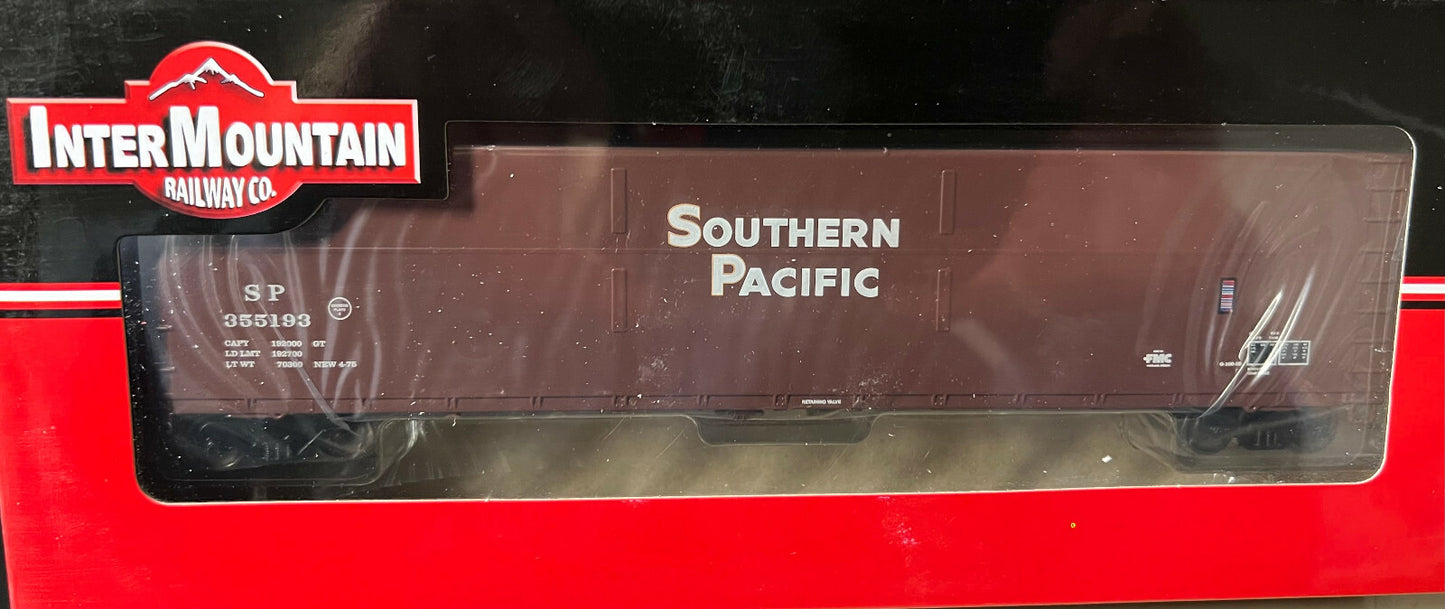 INTERMOUNTAIN
RAILWAY CO.
SOUTHERN
PACIFIC
SP
355193
CAPY 192000 GT
LD LMT 192700
LT WT 70300 NEW 4-75
FMC
RETAINING VALVE